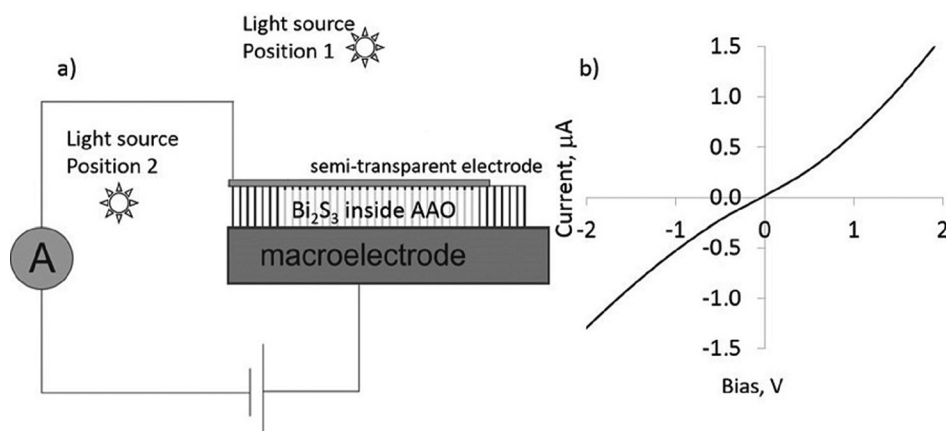 Light source
Position 1
a)
Light source
Position 2
semi-transparent electrode
Bi₂S₃ inside AAO
A
macroelectrode
b)
Current, μA
1.5
1.0
0.5
0.0
-0.5
-1.0
-1.5
-2
-1
0
1
2
Bias, V